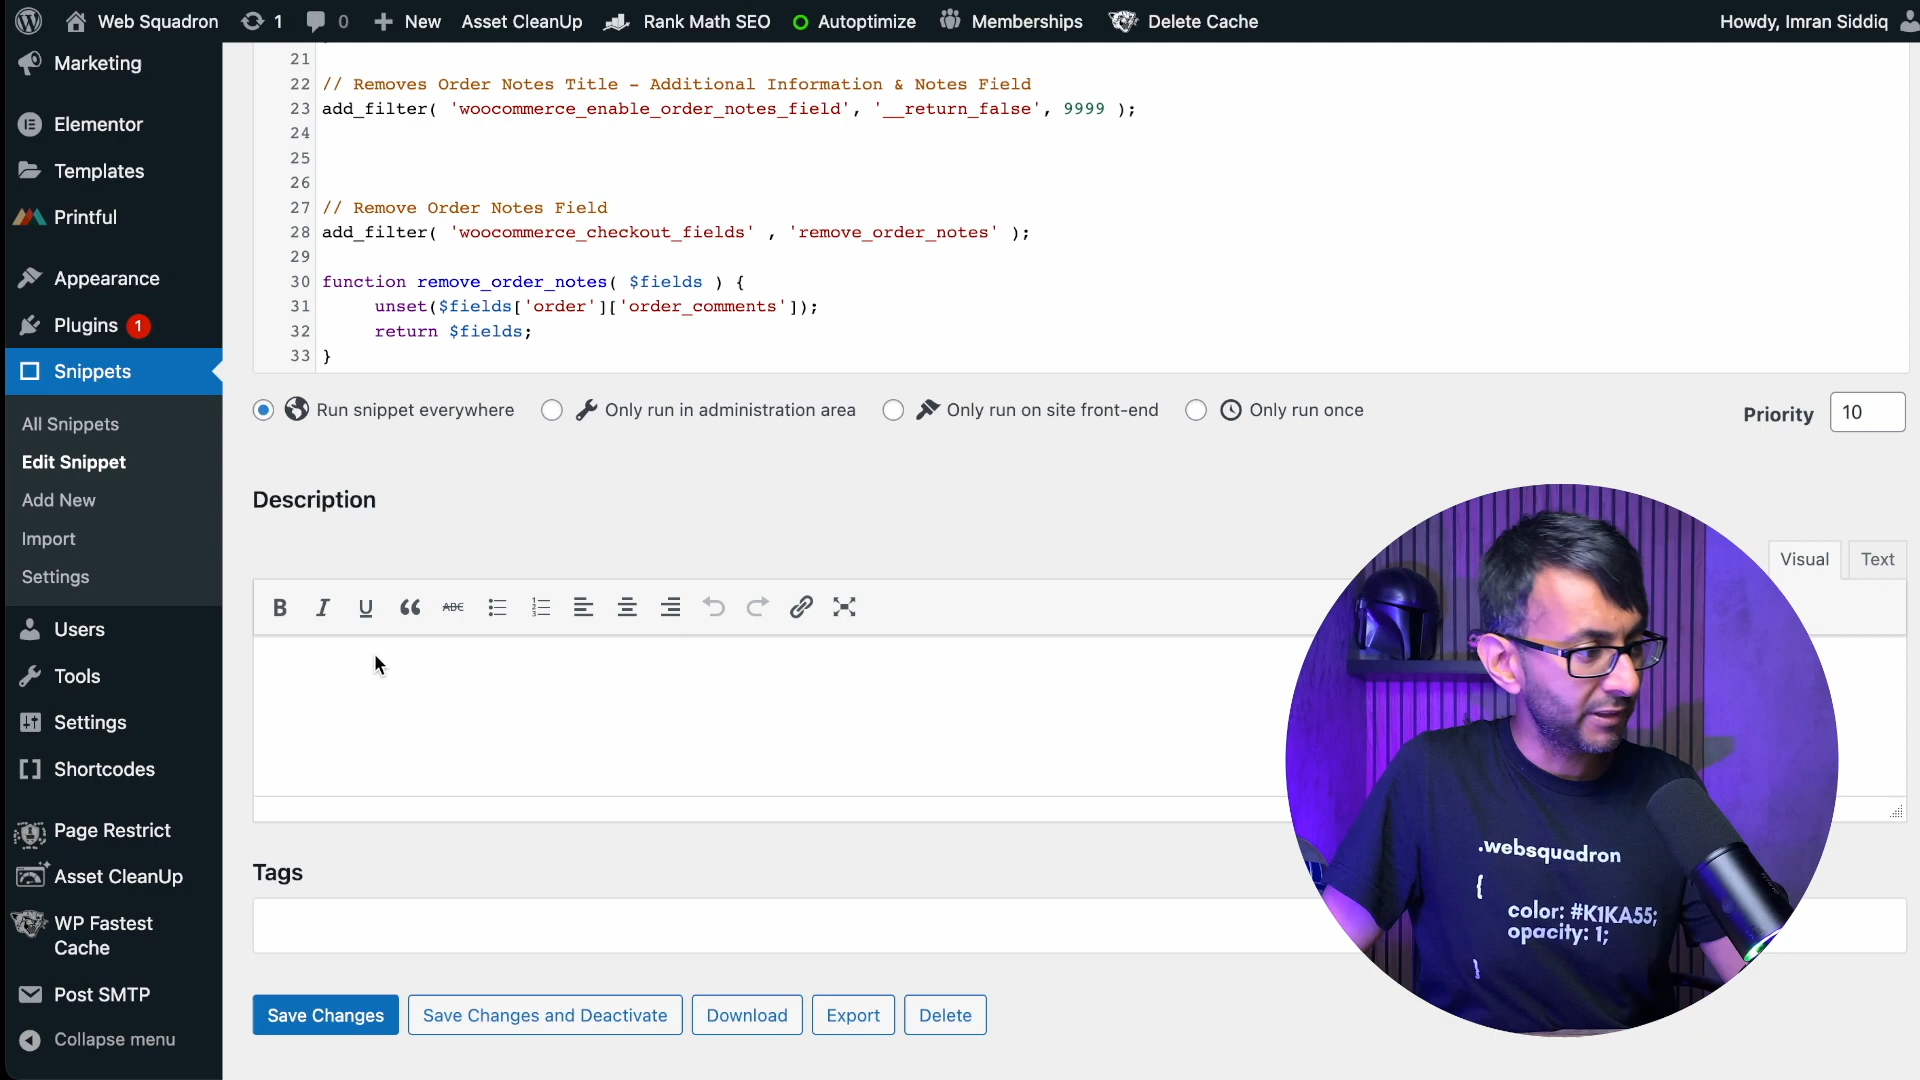 Web Squadron 1 0 New Asset CleanUp Rank Math SEO Autoptimize Memberships Delete Cache Howdy, Imran Siddiq
Marketing
Elementor
Templates
Printful
Appearance
Plugins 1
Snippets
All Snippets
Edit Snippet
Add New
Import
Settings
Users
Tools
Settings
Shortcodes
Page Restrict
Asset CleanUp
WP Fastest
Cache
Post SMTP
Collapse menu
21
22 // Removes Order Notes Title - Additional Information & Notes Field
23 add_filter( 'woocommerce_enable_order_notes_field', '__return_false', 9999 );
24
25
26
27 // Remove Order Notes Field
28 add_filter( 'woocommerce_checkout_fields' , 'remove_order_notes' );
29
30 function remove_order_notes( $fields ) {
31 unset($fields['order']['order_comments']);
32 return $fields;
33 }
Run snippet everywhere Only run in administration area Only run on site front-end Only run once Priority 10
Description
Visual Text
B I U ABC
Tags
Save Changes Save Changes and Deactivate Download Export Delete
.websquadron
{
color: #K1KA55;
opacity: 1;
}